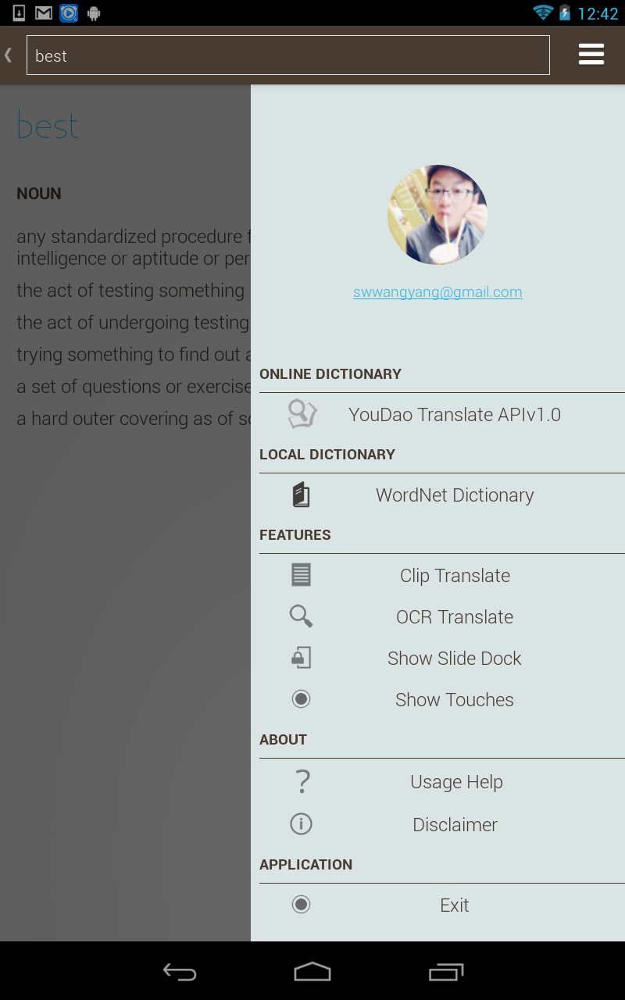 12:42
best
best
NOUN
any standardized procedure f
intelligence or aptitude or per
the act of testing something
the act of undergoing testing
trying something to find out a
a set of questions or exercise
a hard outer covering as of so
swwangyang@gmail.com
ONLINE DICTIONARY
YouDao Translate APIv1.0
LOCAL DICTIONARY
WordNet Dictionary
FEATURES
Clip Translate
OCR Translate
Show Slide Dock
Show Touches
ABOUT
Usage Help
Disclaimer
APPLICATION
Exit